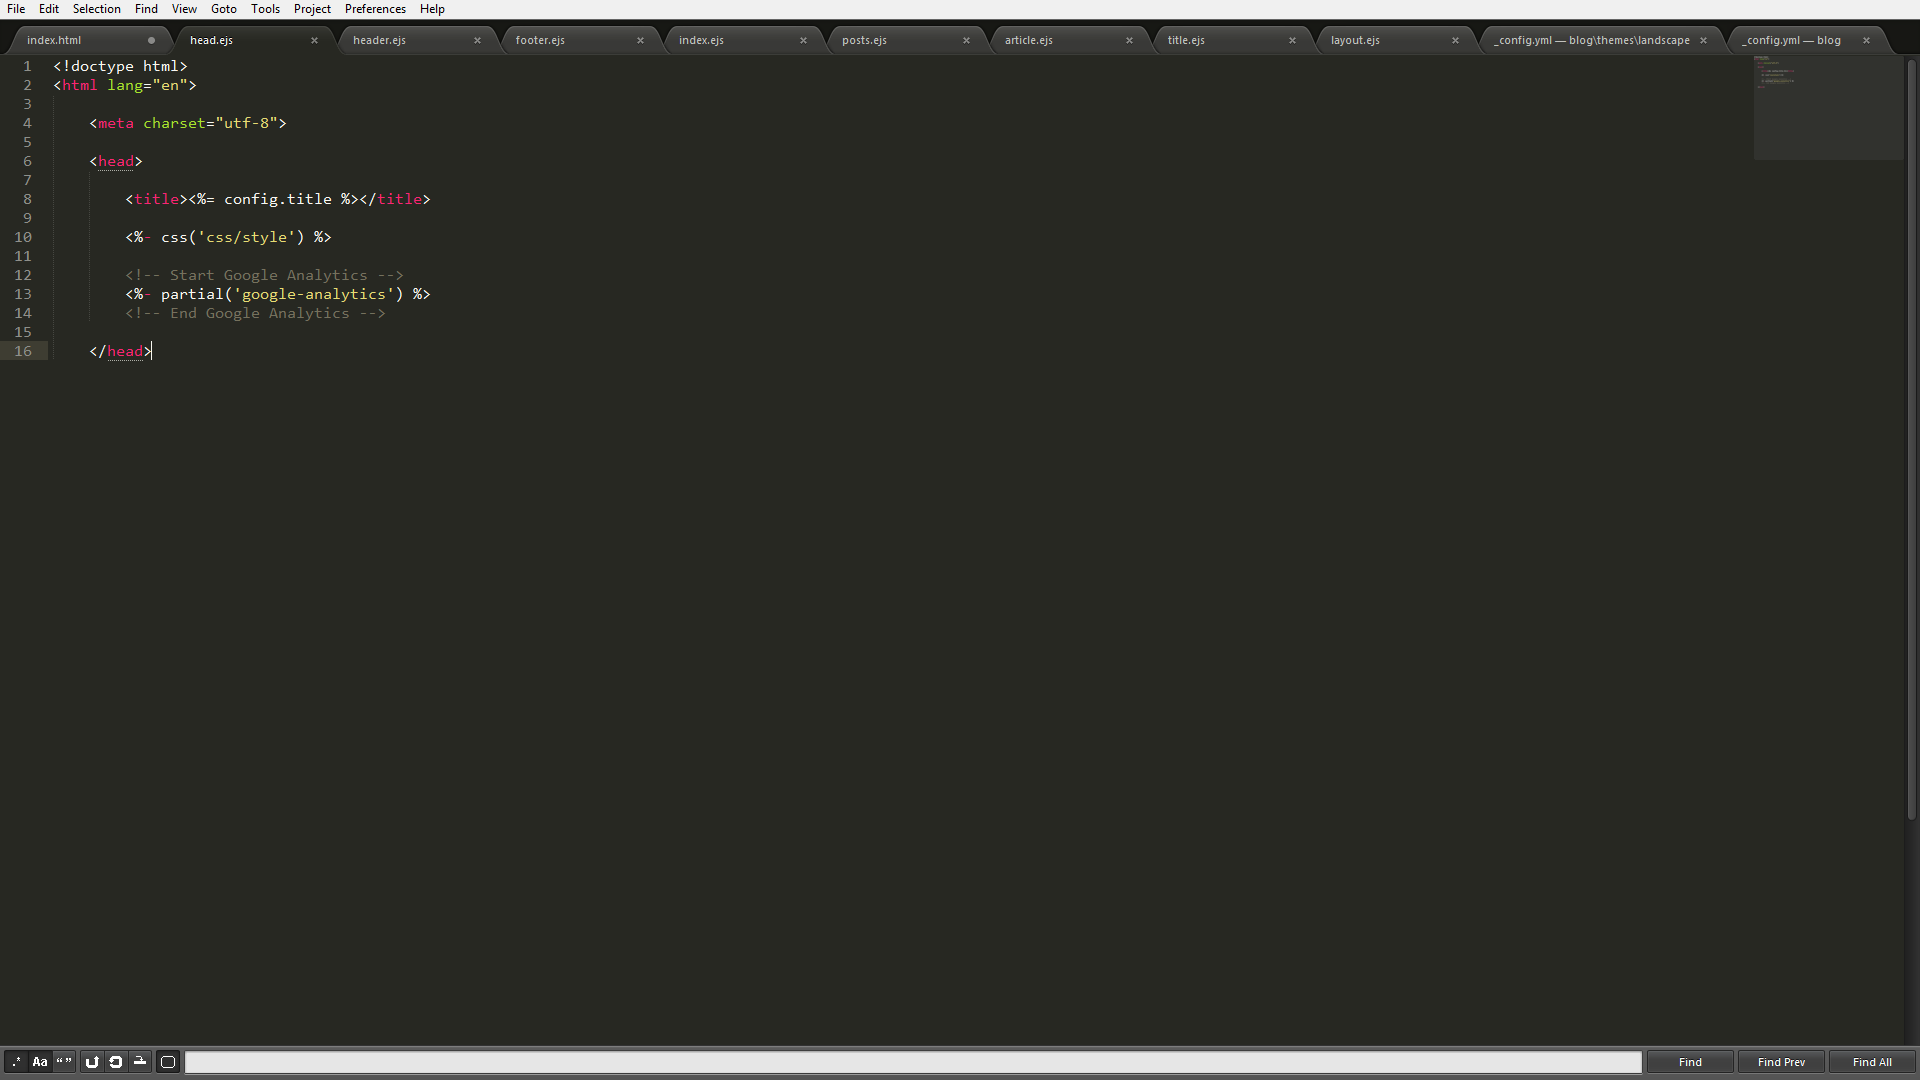 File Edit Selection Find View Goto Tools Project Preferences Help
index.html head.ejs header.ejs footer.ejs index.ejs posts.ejs article.ejs title.ejs layout.ejs _config.yml — blog\themes\landscape _config.yml — blog
1 <!doctype html>
2 <html lang="en">
3
4 <meta charset="utf-8">
5
6 <head>
7
8 <title><%= config.title %></title>
9
10 <%- css('css/style') %>
11
12 <!-- Start Google Analytics -->
13 <%- partial('google-analytics') %>
14 <!-- End Google Analytics -->
15
16 </head>
.* Aa “ ” Find Find Prev Find All